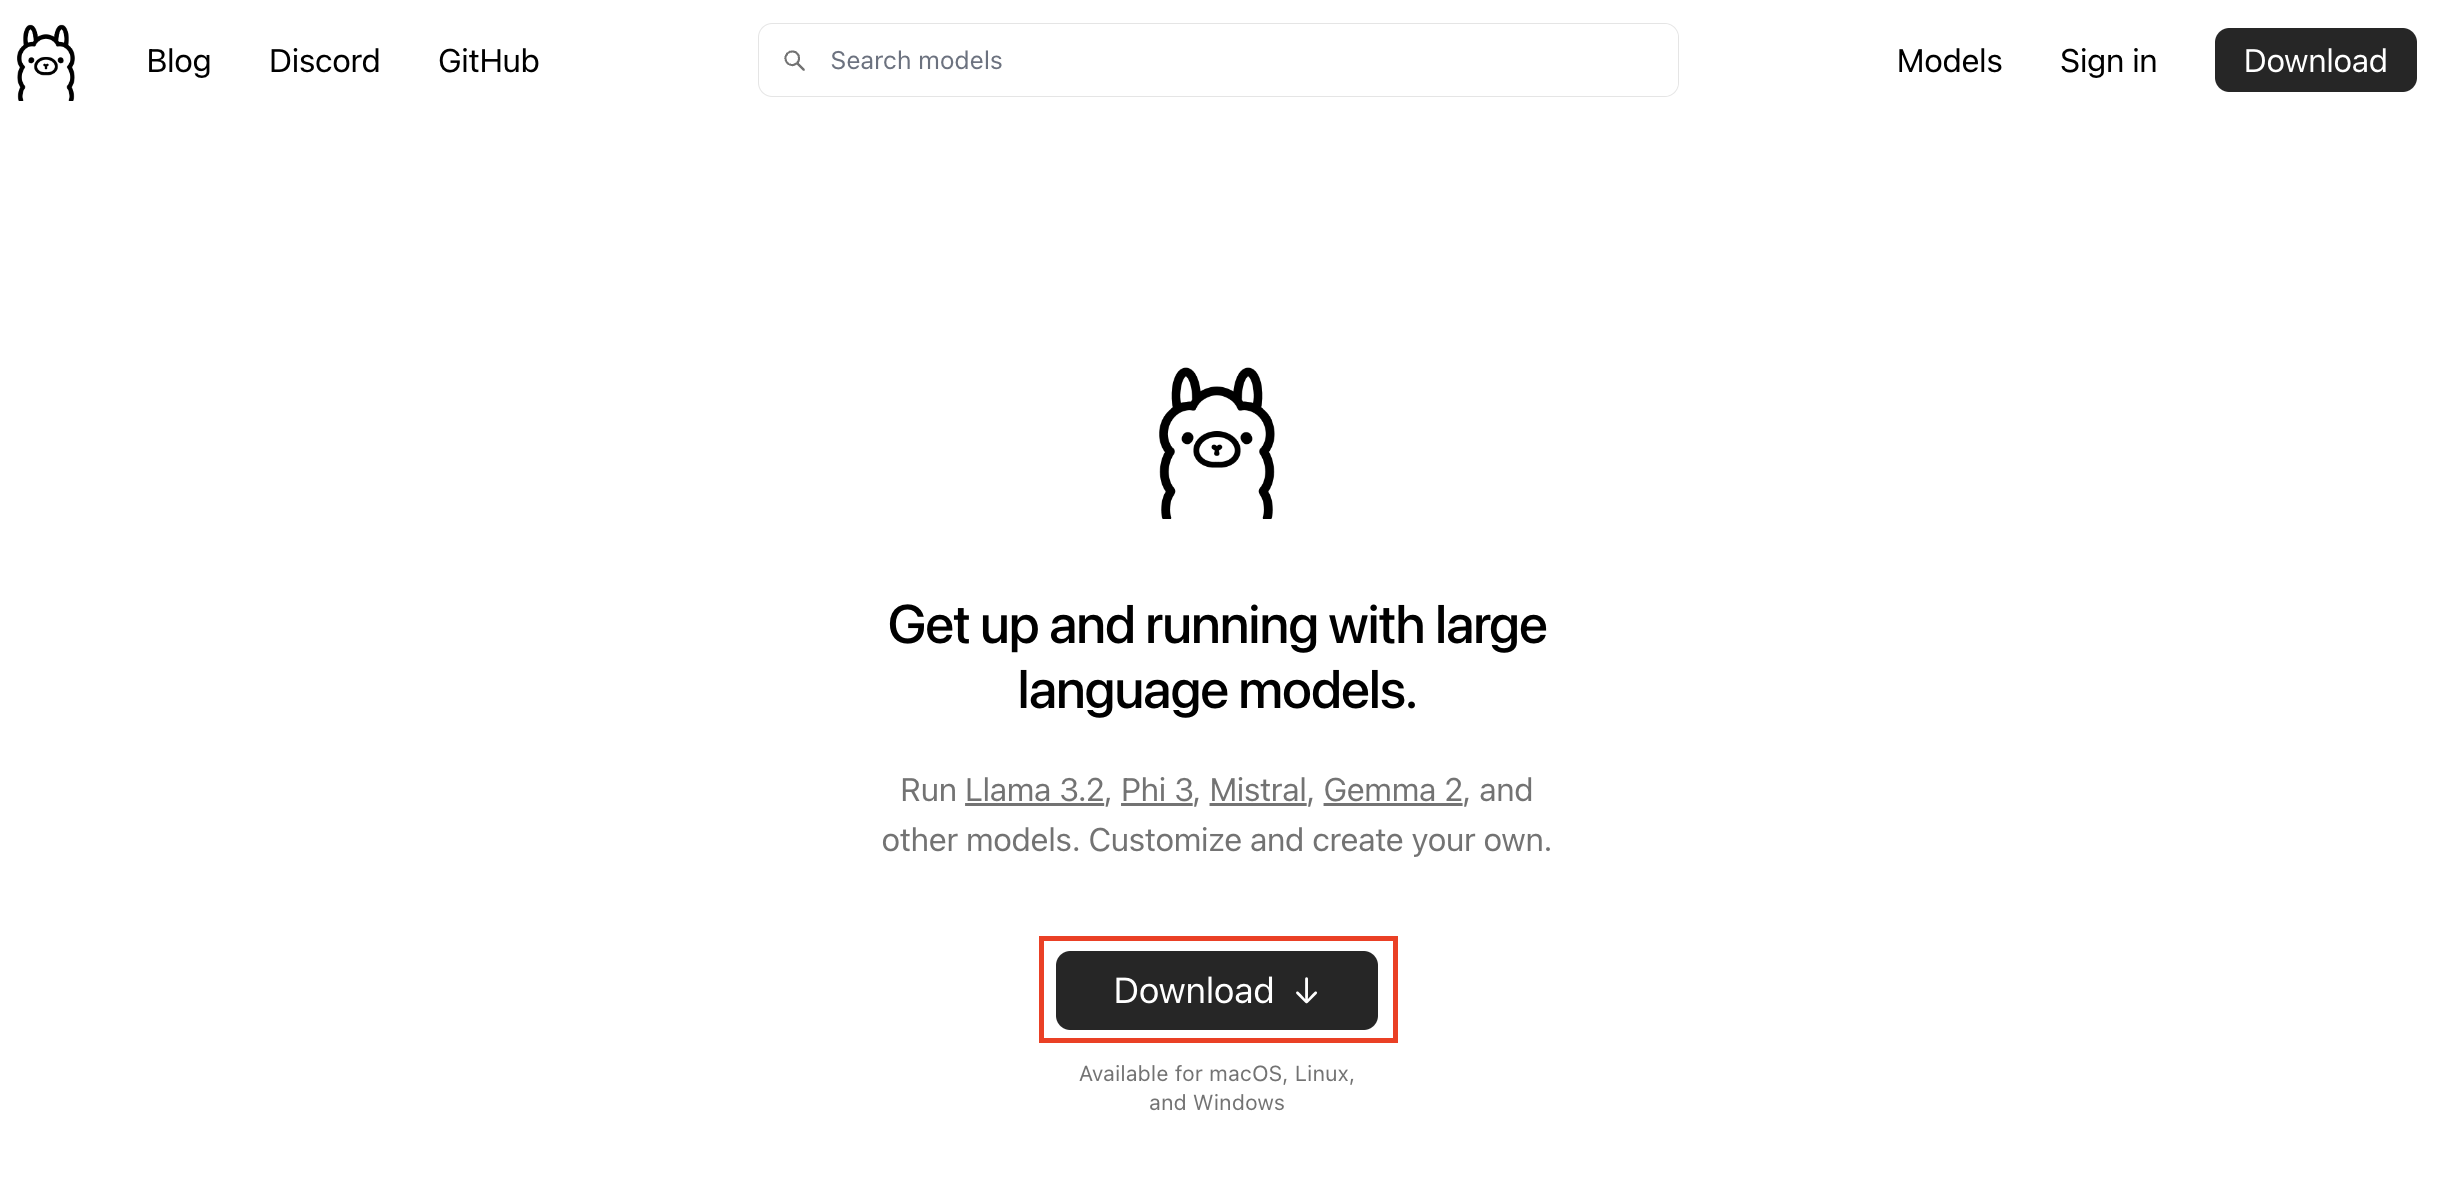 Blog Discord GitHub Search models Models Sign in Download
Get up and running with large
language models.
Run Llama 3.2, Phi 3, Mistral, Gemma 2, and
other models. Customize and create your own.
Download ↓
Available for macOS, Linux,
and Windows